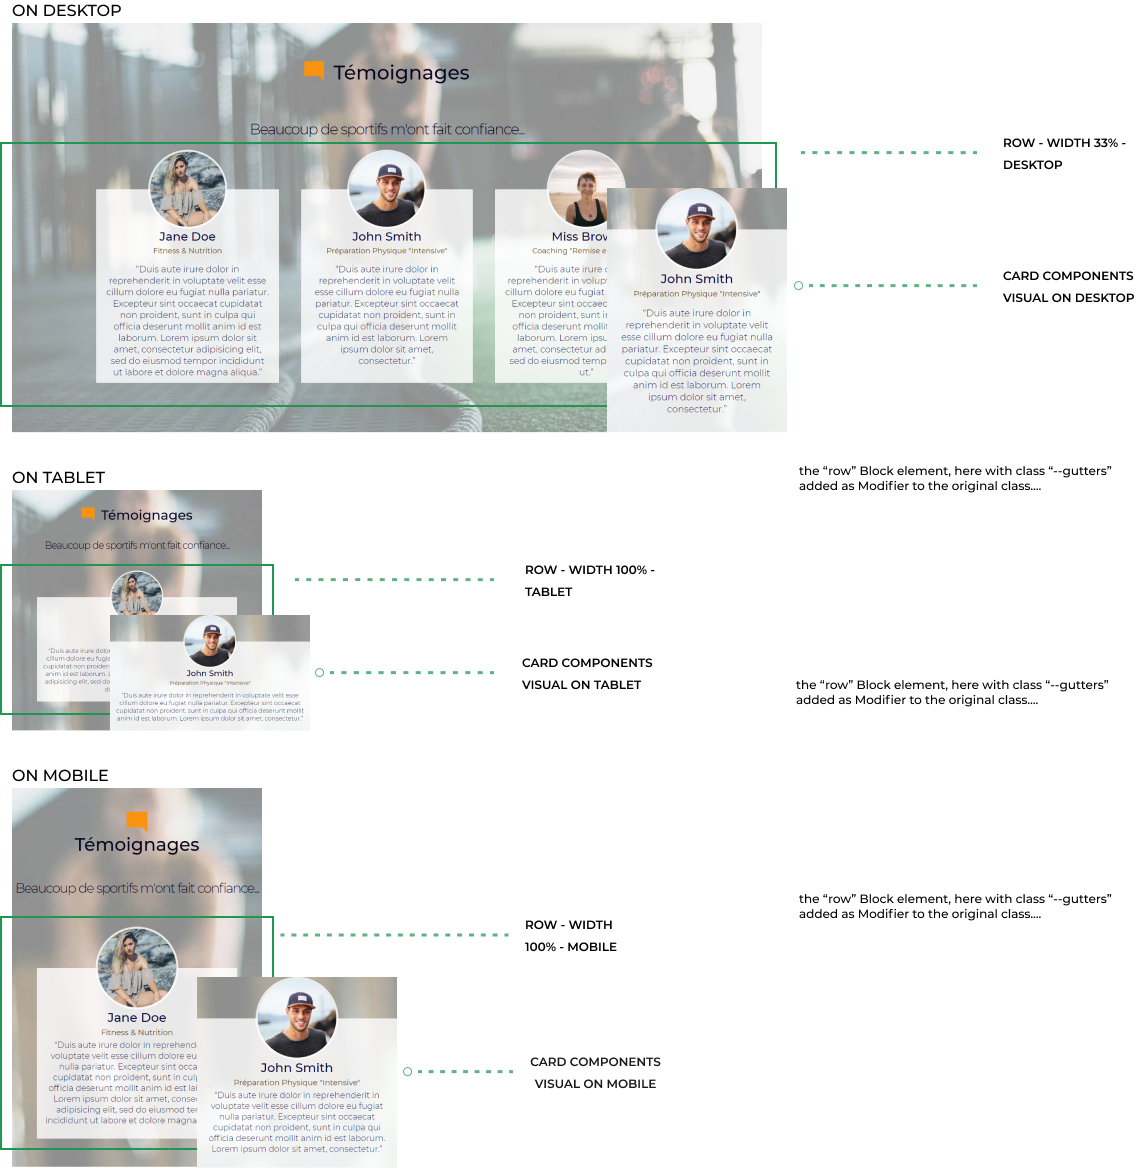 ON DESKTOP
Témoignages
Beaucoup de sportifs m'ont fait confiance...
Jane Doe
Fitness & Nutrition
“Duis aute irure dolor in
reprehenderit in voluptate velit esse
cillum dolore eu fugiat nulla pariatur.
Excepteur sint occaecat cupidatat
non proident, sunt in culpa qui
officia deserunt mollit anim id est
laborum. Lorem ipsum dolor sit
amet, consectetur adipisicing elit,
sed do eiusmod tempor incididunt
ut labore et dolore magna aliqua.”
John Smith
Préparation Physique "Intensive"
“Duis aute irure dolor in
reprehenderit in voluptate velit
cillum dolore eu fugiat nulla
pariatur. Excepteur sint occaecat
cupidatat non proident, sunt in
culpa qui officia deserunt mollit
anim id est laborum. Lorem
ipsum dolor sit amet,
consectetur.”
Miss Brow
Coaching "Remise e
“Duis aute irure
reprehenderit in volup
cillum dolore eu fu
Excepteur sint occaec
non proident, sunt i
officia deserunt molli
laborum. Lorem ipsu
amet, consectetur ad
sed do eiusmod temp
ut.”
John Smith
Préparation Physique "Intensive"
“Duis aute irure dolor in
reprehenderit in voluptate velit
esse cillum dolore eu fugiat nulla
pariatur. Excepteur sint occaecat
cupidatat non proident, sunt in
culpa qui officia deserunt mollit
anim id est laborum. Lorem
ipsum dolor sit amet,
consectetur.”
ROW - WIDTH 33% -
DESKTOP
CARD COMPONENTS
VISUAL ON DESKTOP
the “row” Block element, here with class “--gutters”
added as Modifier to the original class....
ON TABLET
Témoignages
Beaucoup de sportifs m'ont fait confiance...
“Duis aute irure dolor
cillum dolore eu fugia
cupidatat non proident
anim id est laborum. L
adipisicing elit, sed do
John Smith
Préparation Physique "Intensive"
“Duis aute irure dolor in reprehenderit in voluptate velit esse
cillum dolore eu fugiat nulla pariatur. Excepteur sint occaecat
cupidatat non proident, sunt in culpa qui officia deserunt mollit
anim id est laborum. Lorem ipsum dolor sit amet, consectetur.”
ROW - WIDTH 100% -
TABLET
CARD COMPONENTS
VISUAL ON TABLET
the “row” Block element, here with class “--gutters”
added as Modifier to the original class....
ON MOBILE
Témoignages
Beaucoup de sportifs m'ont fait confiance...
Jane Doe
Fitness & Nutrition
“Duis aute irure dolor in reprehend
voluptate velit esse cillum dolore eu
nulla pariatur. Excepteur sint occa
cupidatat non proident, sunt in cul
officia deserunt mollit anim id est la
Lorem ipsum dolor sit amet, conse
adipisicing elit, sed do eiusmod te
incididunt ut labore et dolore magna
John Smith
Préparation Physique "Intensive"
“Duis aute irure dolor in reprehenderit in
voluptate velit esse cillum dolore eu fugiat
nulla pariatur. Excepteur sint occaecat
cupidatat non proident, sunt in culpa qui
officia deserunt mollit anim id est laborum.
Lorem ipsum dolor sit amet, consectetur.”
ROW - WIDTH
100% - MOBILE
CARD COMPONENTS
VISUAL ON MOBILE
the “row” Block element, here with class “--gutters”
added as Modifier to the original class....